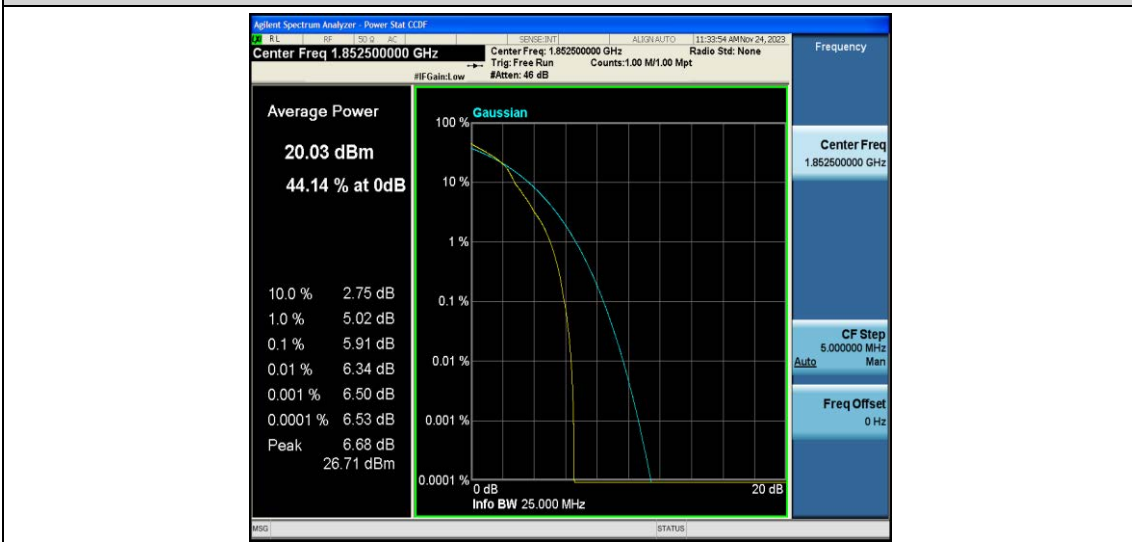 Agilent Spectrum Analyzer - Power Stat CCDF
RL RF 50 Ω AC SENSE:INT ALIGN AUTO 11:33:54 AM Nov 24, 2023
Center Freq 1.852500000 GHz
Center Freq: 1.852500000 GHz Radio Std: None
Trig: Free Run Counts:1.00 M/1.00 Mpt
#IFGain:Low #Atten: 46 dB
Frequency
Average Power
20.03 dBm
44.14 % at 0dB
10.0 % 2.75 dB
1.0 % 5.02 dB
0.1 % 5.91 dB
0.01 % 6.34 dB
0.001 % 6.50 dB
0.0001 % 6.53 dB
Peak 6.68 dB
26.71 dBm
Gaussian
100 %
10 %
1 %
0.1 %
0.01 %
0.001 %
0.0001 %
0 dB 20 dB
Info BW 25.000 MHz
Center Freq
1.852500000 GHz
CF Step
5.000000 MHz
Auto Man
Freq Offset
0 Hz
MSG STATUS